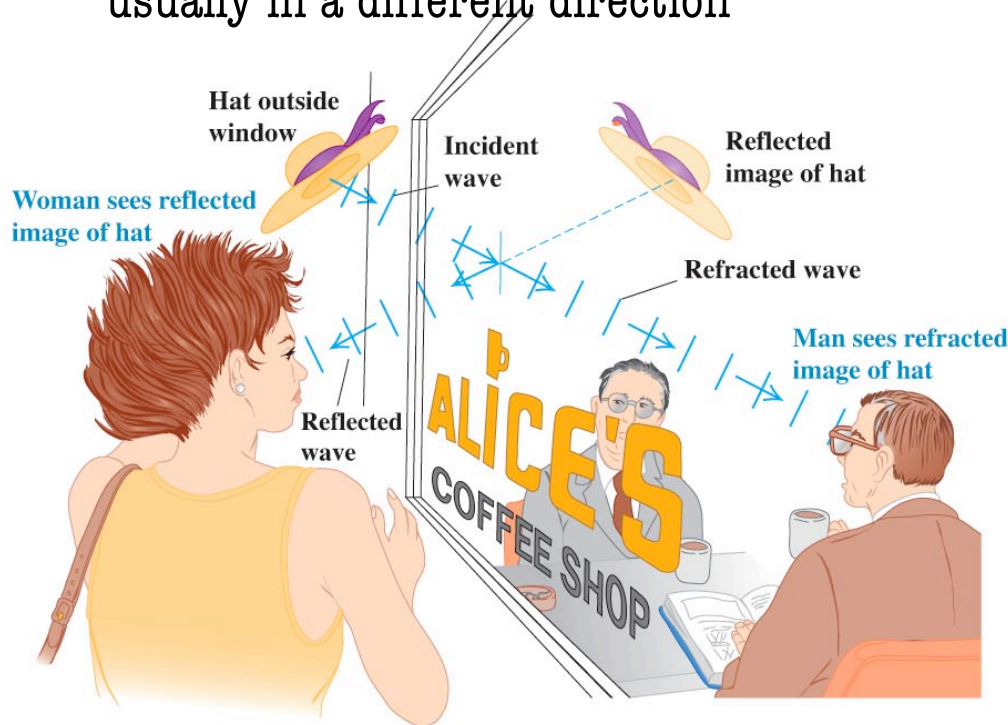 usually in a different direction
Hat outside
window
Incident
wave
Reflected
image of hat
Woman sees reflected
image of hat
Refracted wave
Man sees refracted
image of hat
Reflected
wave
ALiCE'S
COFFEE SHOP